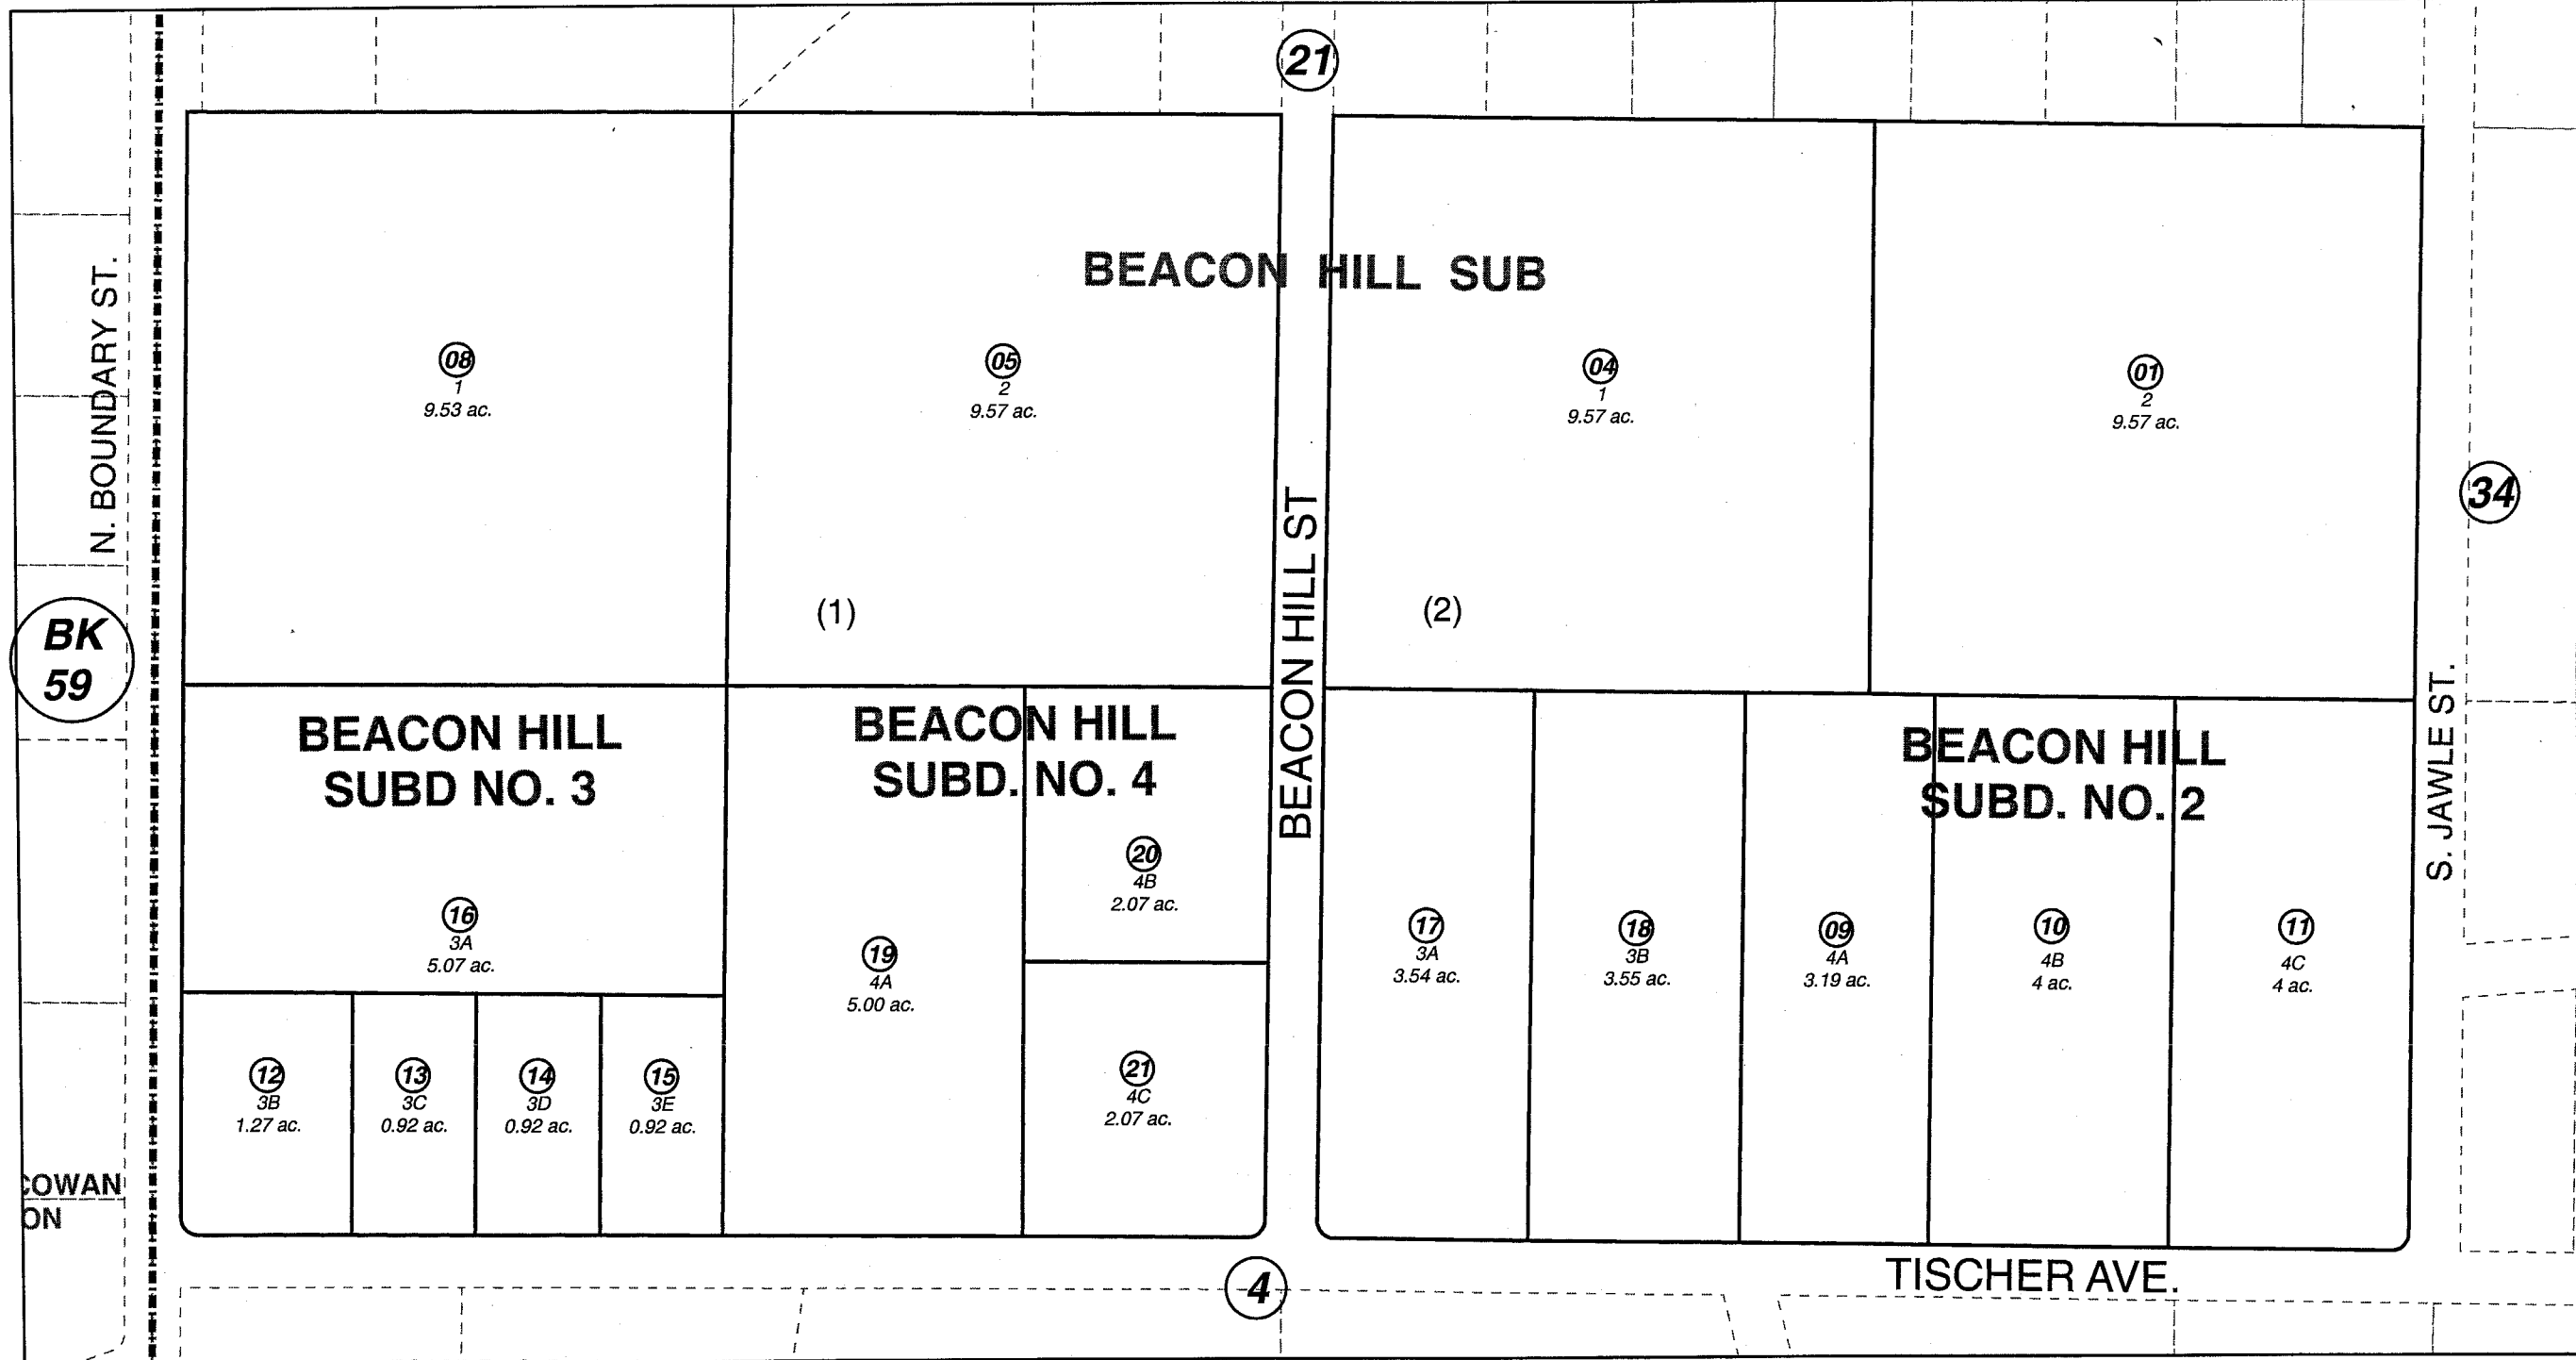 21
BEACON HILL SUB
08
1
9.53 ac.
05
2
9.57 ac.
04
1
9.57 ac.
01
2
9.57 ac.
N. BOUNDARY ST.
34
BEACON HILL ST
(1)
(2)
BK
59
BEACON HILL
SUBD NO. 3
BEACON HILL
SUBD. NO. 4
BEACON HILL
SUBD. NO. 2
S. JAWLE ST.
20
4B
2.07 ac.
16
3A
5.07 ac.
19
4A
5.00 ac.
17
3A
3.54 ac.
18
3B
3.55 ac.
09
4A
3.19 ac.
10
4B
4 ac.
11
4C
4 ac.
12
3B
1.27 ac.
13
3C
0.92 ac.
14
3D
0.92 ac.
15
3E
0.92 ac.
21
4C
2.07 ac.
COWAN
ON
4
TISCHER AVE.